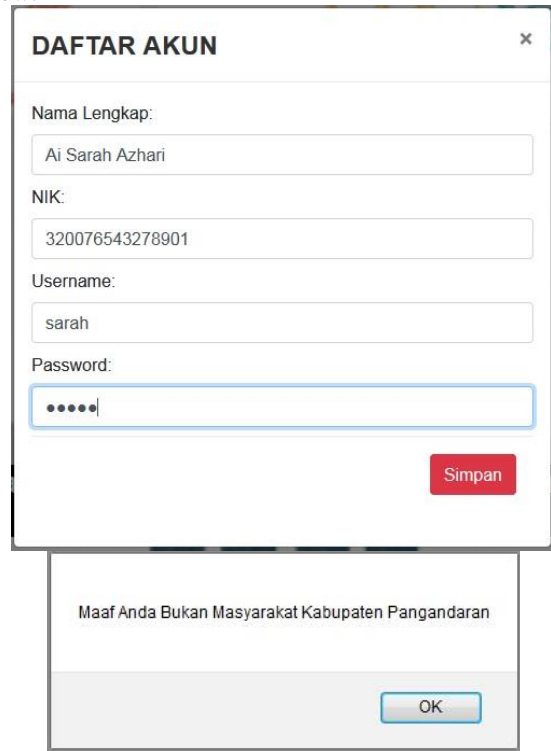 DAFTAR AKUN ×
Nama Lengkap:
Ai Sarah Azhari
NIK:
320076543278901
Username:
sarah
Password:
•••••
Simpan
Maaf Anda Bukan Masyarakat Kabupaten Pangandaran
OK